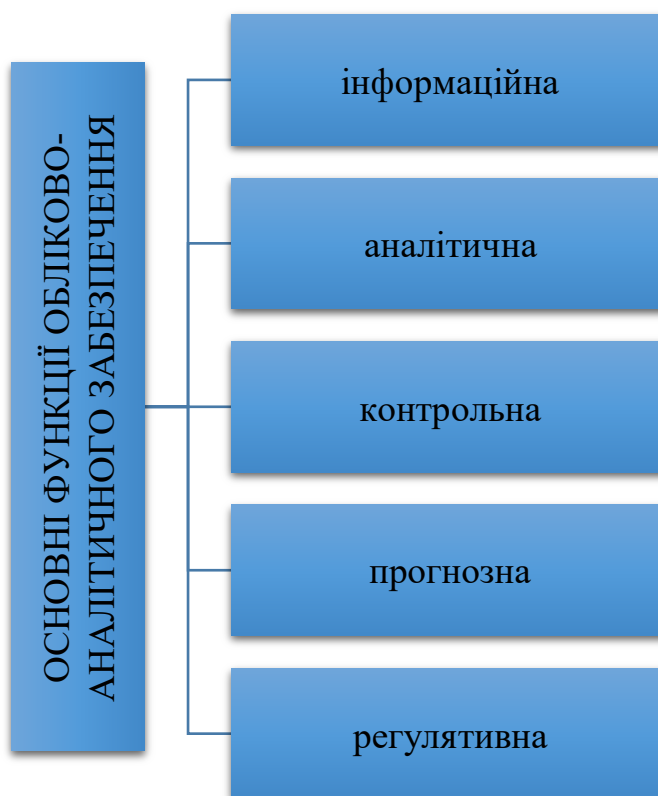 ОСНОВНІ ФУНКЦІЇ ОБЛІКОВО-
АНАЛІТИЧНОГО ЗАБЕЗПЕЧЕННЯ
інформаційна
аналітична
контрольна
прогнозна
регулятивна